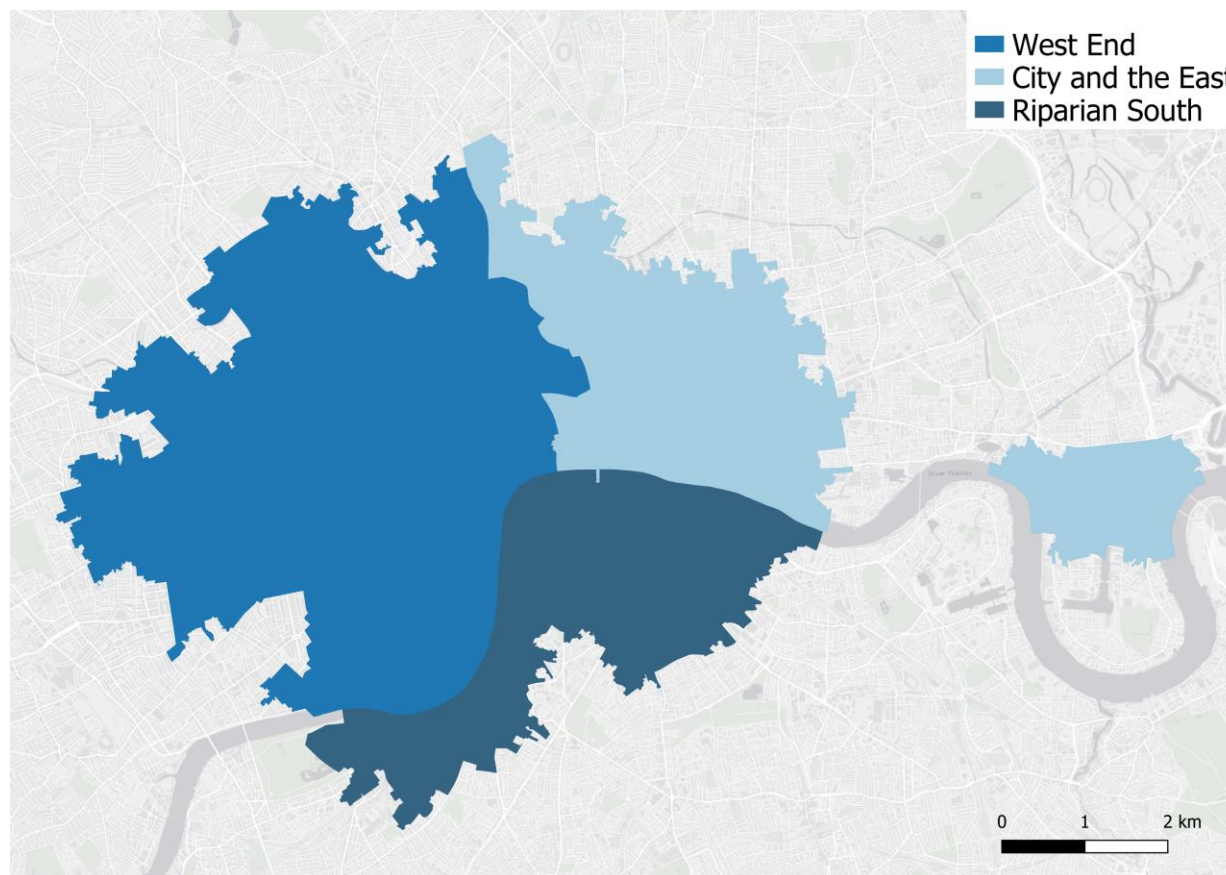 West End
City and the East
Riparian South
River Thames
0 1 2 km